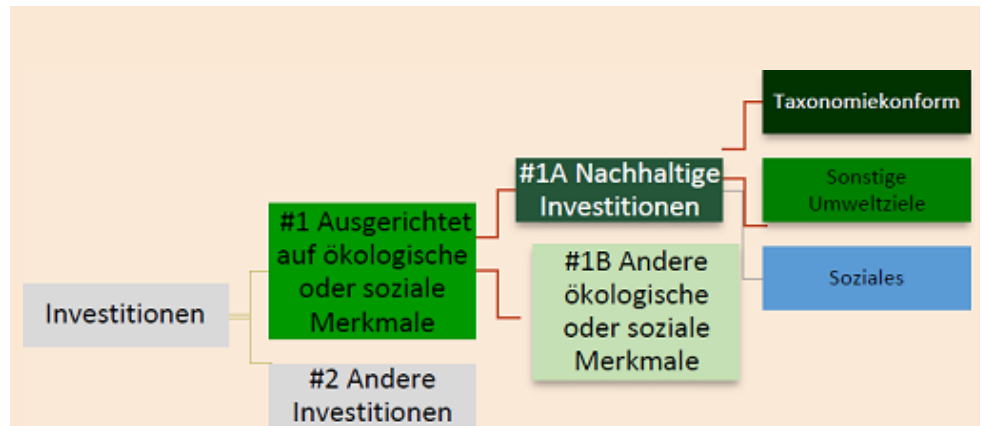 Taxonomiekonform
#1A Nachhaltige
Investitionen
Sonstige
Umweltziele
#1 Ausgerichtet
auf ökologische
oder soziale
Merkmale
#1B Andere
ökologische
oder soziale
Merkmale
Soziales
Investitionen
#2 Andere
Investitionen